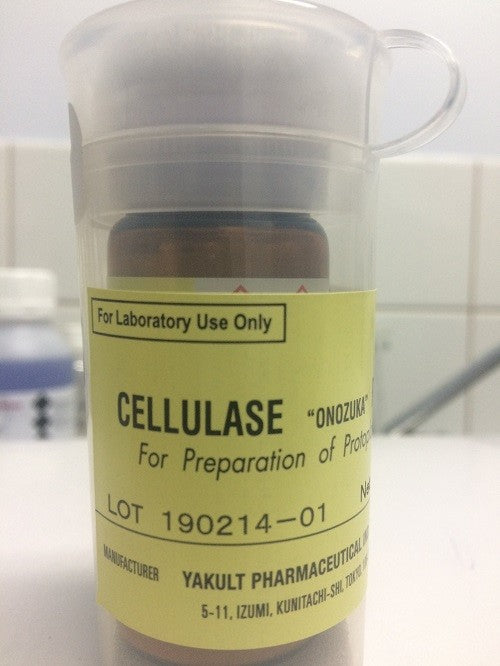 For Laboratory Use Only
CELLULASE "ONOZUKA"
For Preparation of
LOT 190214-01
MANUFACTURER YAKULT PHARMACEUTICAL
5-11, IZUMI, KUNITACHI-SHI, TOKYO,